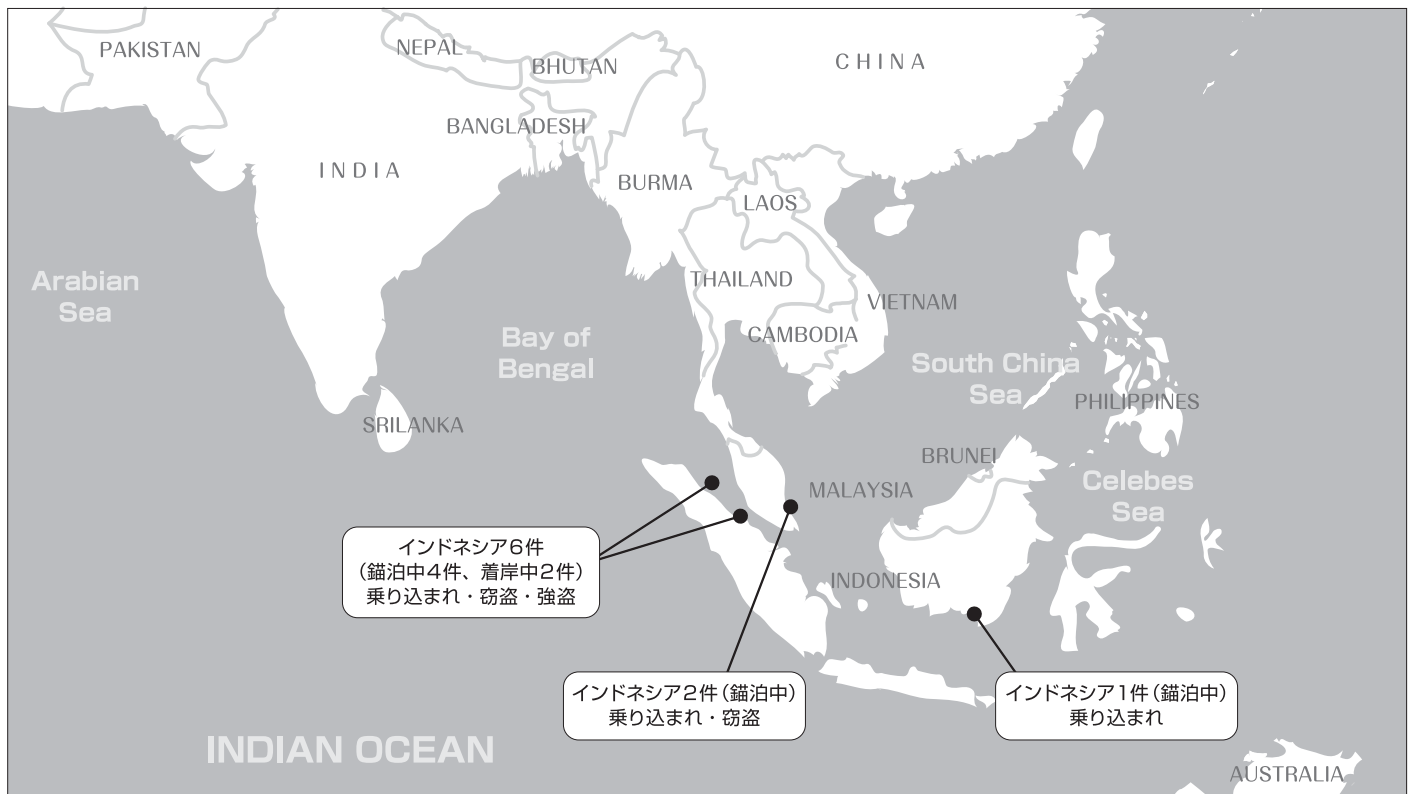 PAKISTAN
NEPAL
BHUTAN
CHINA
BANGLADESH
INDIA
BURMA
LAOS
Arabian
Sea
THAILAND
VIETNAM
Bay of
Bengal
CAMBODIA
South China
Sea
PHILIPPINES
SRILANKA
BRUNEI
MALAYSIA
Celebes
Sea
インドネシア6件
（錨泊中4件、着岸中2件）
乗り込まれ・窃盗・強盗
INDONESIA
インドネシア2件（錨泊中）
乗り込まれ・窃盗
インドネシア1件（錨泊中）
乗り込まれ
INDIAN OCEAN
AUSTRALIA